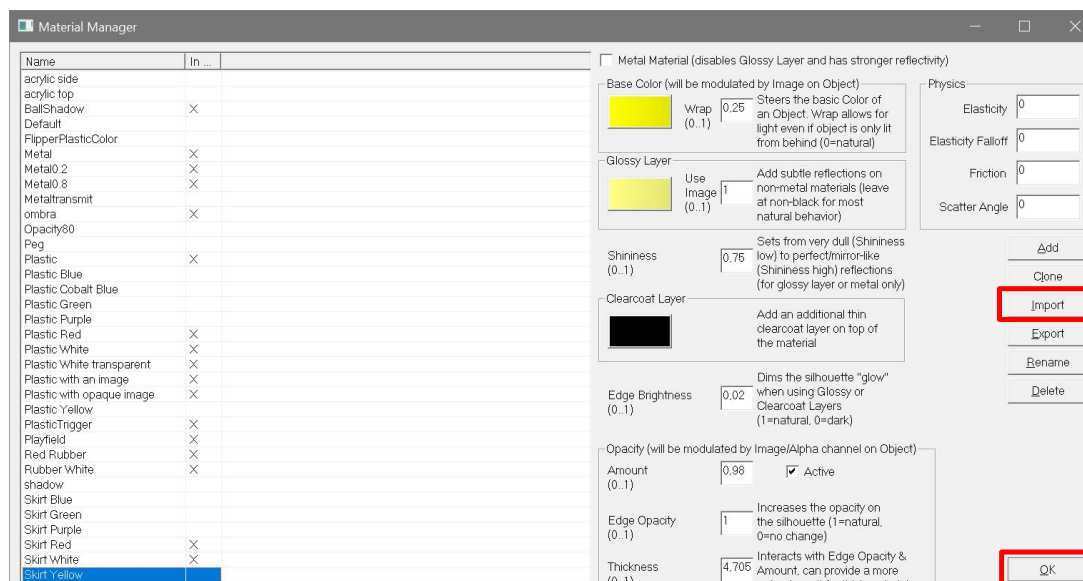 Material Manager
Name In ...
acrylic side
acrylic top
BallShadow X
Default
FlipperPlasticColor
Metal X
Metal0.2 X
Metal0.8 X
Metaltransmit
ombra X
Opacity80
Peg
Plastic X
Plastic Blue
Plastic Cobalt Blue
Plastic Green
Plastic Purple
Plastic Red X
Plastic White X
Plastic White transparent X
Plastic with an image X
Plastic with opaque image X
Plastic Yellow
PlasticTrigger X
Playfield X
Red Rubber X
Rubber White X
shadow
Skirt Blue
Skirt Green
Skirt Purple
Skirt Red X
Skirt White X
Skirt Yellow
Metal Material (disables Glossy Layer and has stronger reflectivity)
Base Color (will be modulated by Image on Object)
Wrap
(0..1)
0,25
Steers the basic Color of
an Object. Wrap allows for
light even if object is only lit
from behind (0=natural)
Glossy Layer
Use
Image
(0..1)
1
Add subtle reflections on
non-metal materials (leave
at non-black for most
natural behavior)
Shininess
(0..1)
0,75
Sets from very dull (Shininess
low) to perfect/mirror-like
(Shininess high) reflections
(for glossy layer or metal only)
Clearcoat Layer
Add an additional thin
clearcoat layer on top of
the material
Edge Brightness
(0..1)
0,02
Dims the silhouette "glow"
when using Glossy or
Clearcoat Layers
(1=natural, 0=dark)
Opacity (will be modulated by Image/Alpha channel on Object)
Amount
(0..1)
0,98
Active
Edge Opacity
(0..1)
1
Increases the opacity on
the silhouette (1=natural,
0=no change)
Thickness
(0..1)
4,705
Interacts with Edge Opacity &
Amount, can provide a more
Physics
Elasticity 0
Elasticity Falloff 0
Friction 0
Scatter Angle 0
Add
Clone
Import
Export
Rename
Delete
OK